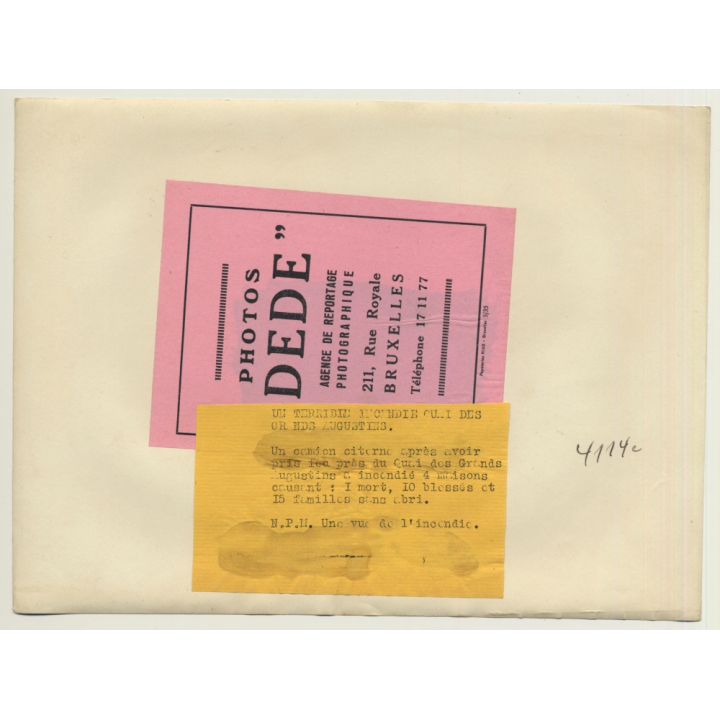 PHOTOS
DEDE”
AGENCE DE REPORTAGE
PHOTOGRAPHIQUE
211, Rue Royale
BRUXELLES
Téléphone 17 11 77
UN TERRIBLE INCENDIE QUAI DES
GRANDS AUGUSTINS.
Un camion citerne après avoir
pris feu près du Quai des Grands
Augustins a incendié 4 maisons
causant : 1 mort, 10 blessés et
15 familles sans abri.
N.P.M. Une vue de l'incendie.
4114c